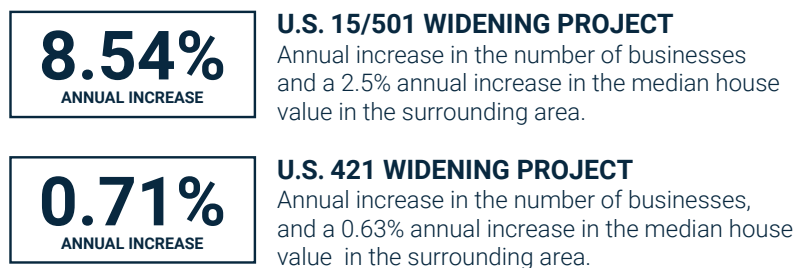 8.54%
ANNUAL INCREASE
U.S. 15/501 WIDENING PROJECT
Annual increase in the number of businesses
and a 2.5% annual increase in the median house
value in the surrounding area.
0.71%
ANNUAL INCREASE
U.S. 421 WIDENING PROJECT
Annual increase in the number of businesses,
and a 0.63% annual increase in the median house
value  in the surrounding area.